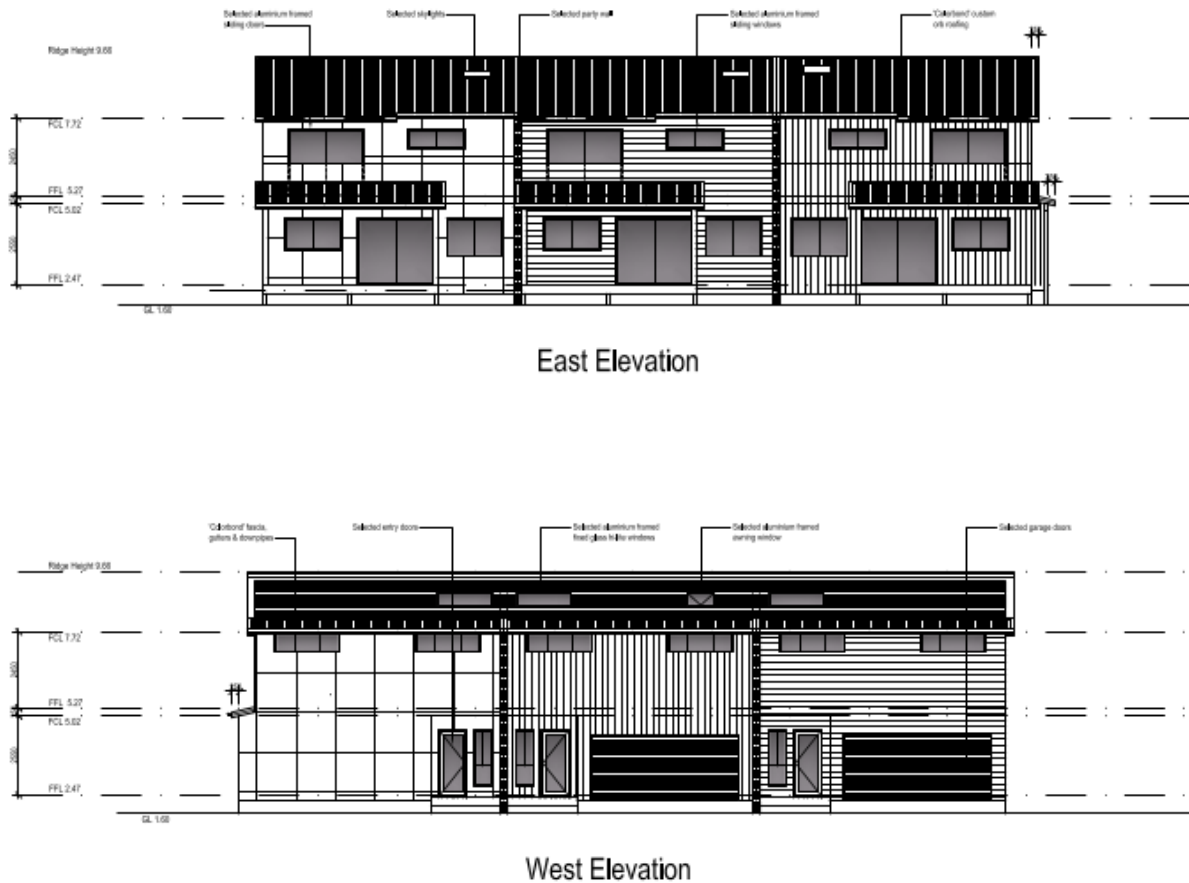 Selected aluminium framed
sliding doors
Selected skylights
Selected party wall
Selected aluminium framed
sliding windows
'Colorbond' custom
orb roofing
Ridge Height 9.68
FCL 7.72
2450
FFL 5.27
FCL 5.02
2550
FFL 2.47
GL 1.60
East Elevation
'Colorbond' fascia,
gutters & downpipes
Selected entry doors
Selected aluminium framed
fixed glass hi-lite windows
Selected aluminium framed
awning window
Selected garage doors
Ridge Height 9.68
FCL 7.72
2450
FFL 5.27
FCL 5.02
2550
FFL 2.47
GL 1.60
West Elevation